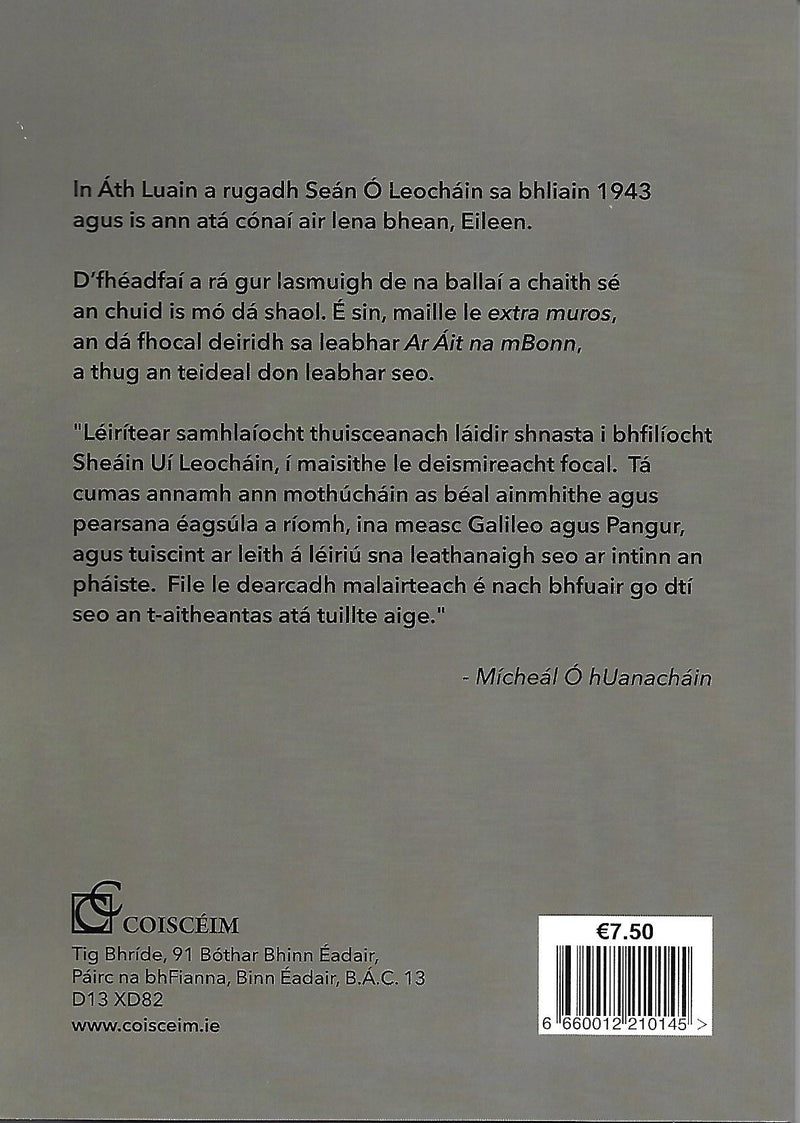 In Áth Luain a rugadh Seán Ó Leocháin sa bhliain 1943
agus is ann atá cónaí air lena bhean, Eileen.
D'fhéadfaí a rá gur lasmuigh de na ballaí a chaith sé
an chuid is mó dá shaol. É sin, maille le extra muros,
an dá fhocal deiridh sa leabhar Ar Áit na mBonn,
a thug an teideal don leabhar seo.
"Léirítear samhlaíocht thuisceanach láidir shnasta i bhfilíocht
Sheáin Uí Leocháin, í maisithe le deismireacht focal. Tá
cumas annamh ann mothúcháin as béal ainmhithe agus
pearsana éagsúla a ríomh, ina measc Galileo agus Pangur,
agus tuiscint ar leith á léiriú sna leathanaigh seo ar intinn an
pháiste. File le dearcadh malairteach é nach bhfuair go dtí
seo an t-aitheantas atá tuillte aige."
- Mícheál Ó hUanacháin
COISCÉIM
Tig Bhríde, 91 Bóthar Bhinn Éadair,
Páirc na bhFianna, Binn Éadair, B.Á.C. 13
D13 XD82
www.coisceim.ie
€7.50
6 660012 210145 >